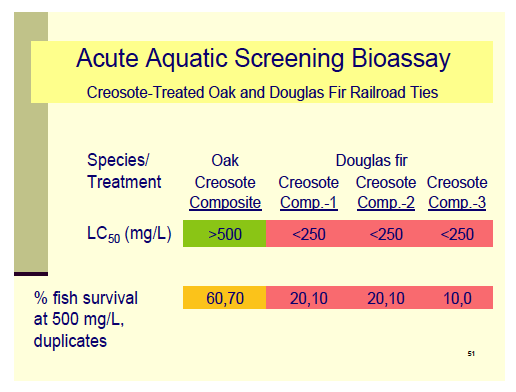 Acute Aquatic Screening Bioassay
Creosote-Treated Oak and Douglas Fir Railroad Ties
Species/ Oak Douglas fir
Treatment Creosote Creosote Creosote Creosote
Composite Comp.-1 Comp.-2 Comp.-3
LC50 (mg/L) >500 <250 <250 <250
% fish survival 60,70 20,10 20,10 10,0
at 500 mg/L,
duplicates
51